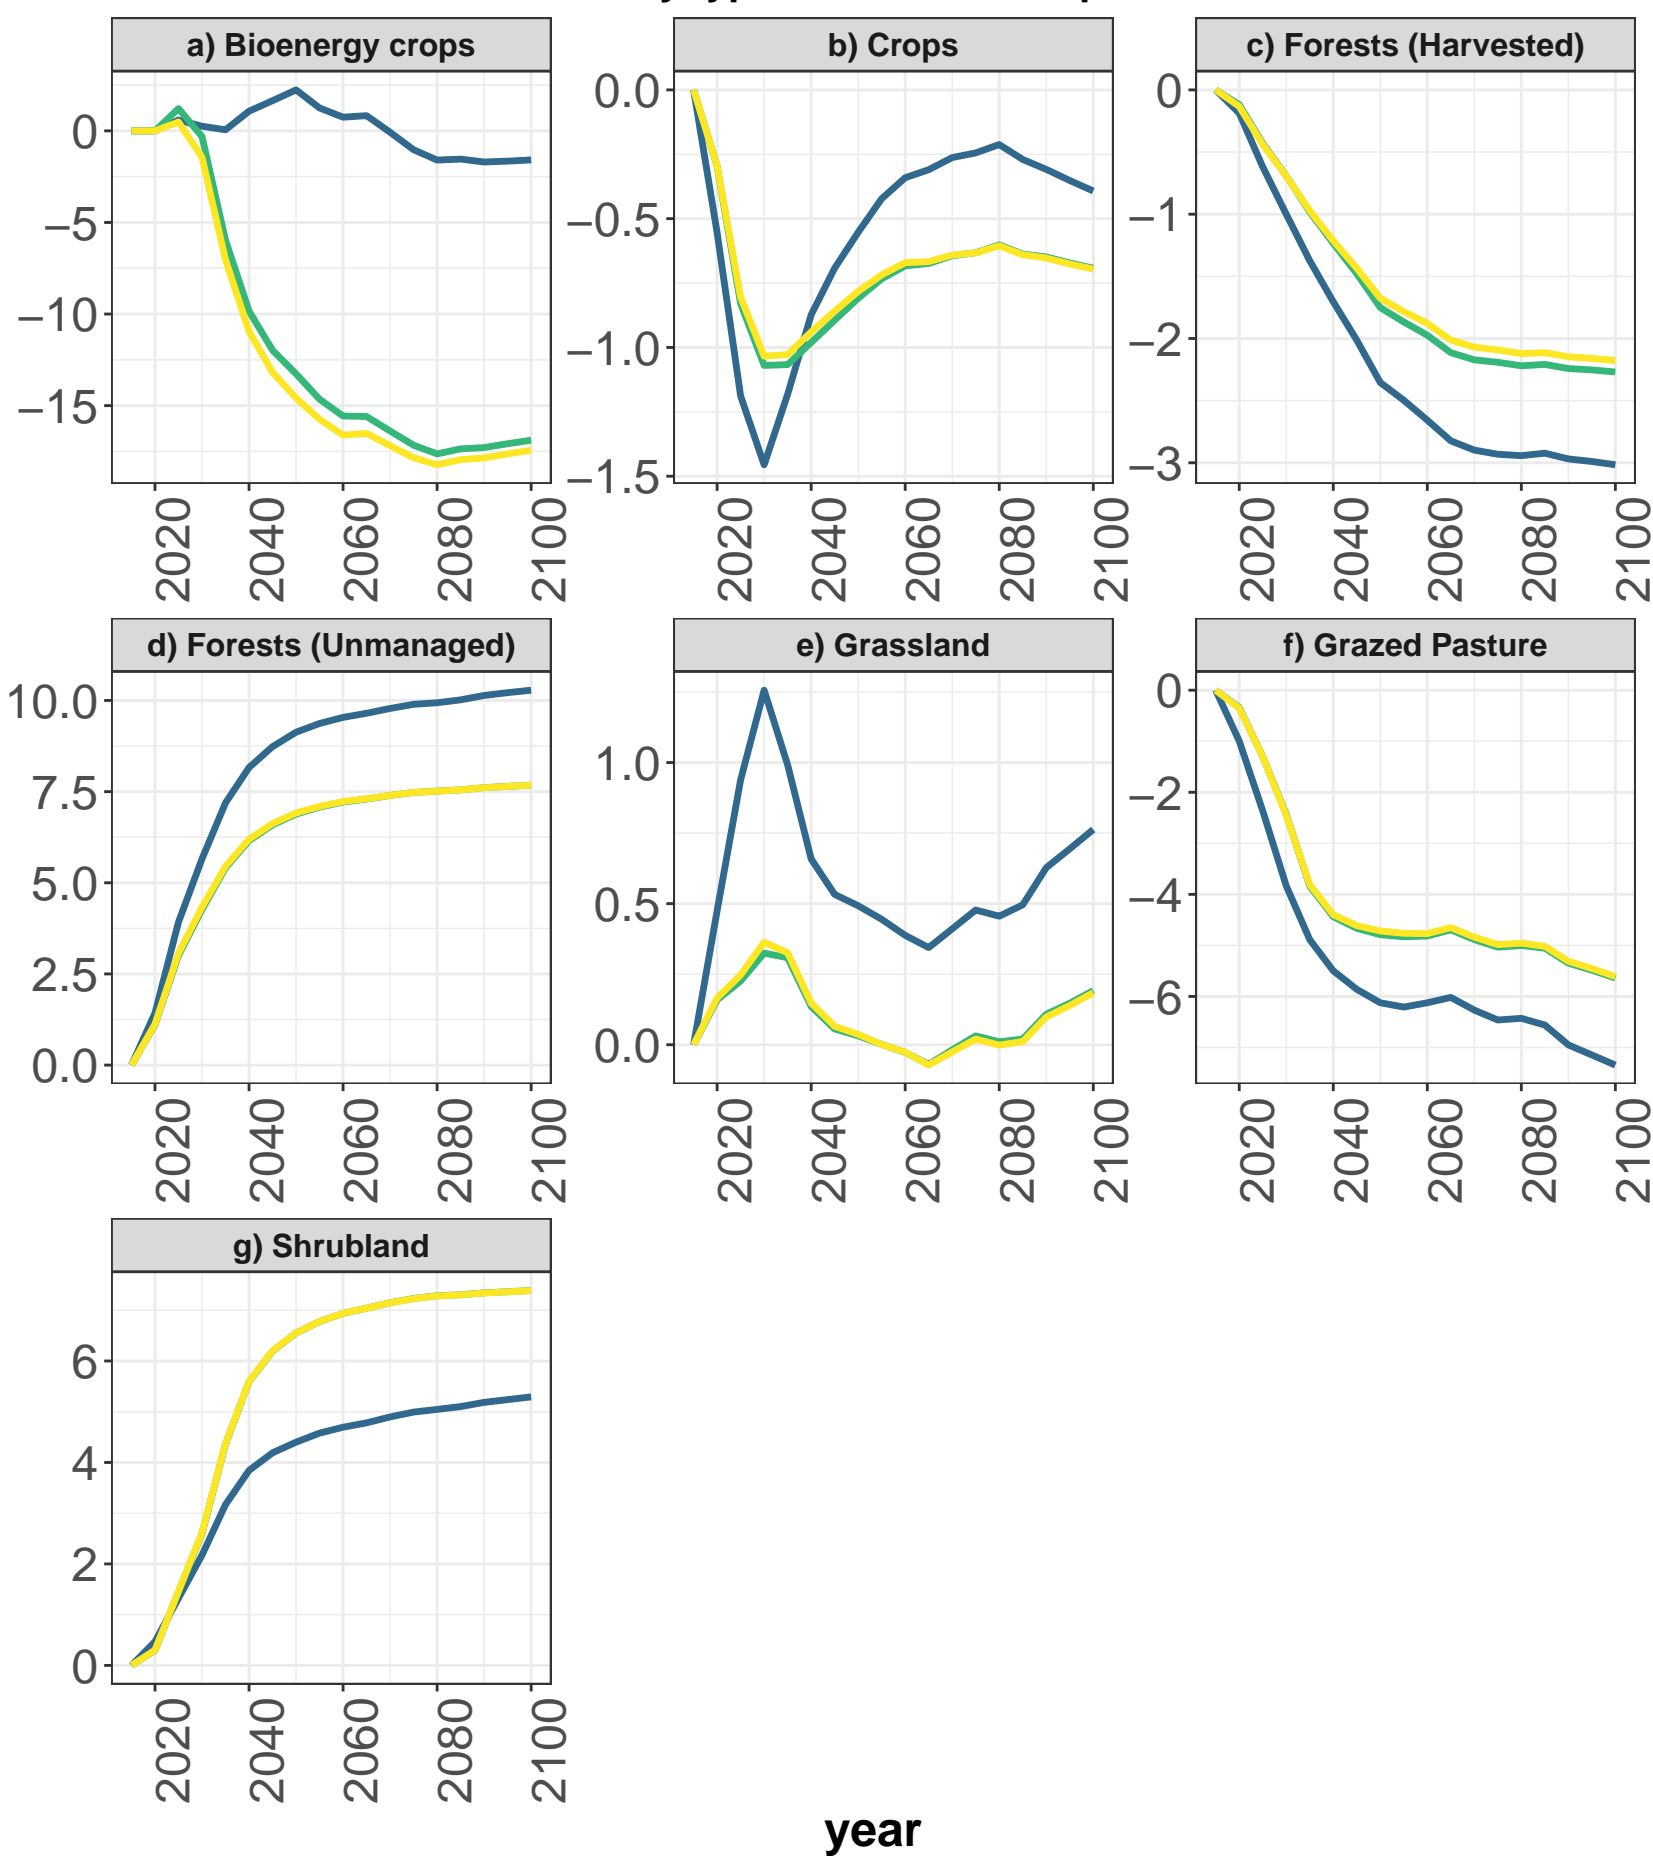 a) Bioenergy crops
b) Crops
c) Forests (Harvested)
0
−5
−10
−15
0.0
−0.5
−1.0
−1.5
0
−1
−2
−3
2020 2040 2060 2080 2100
2020 2040 2060 2080 2100
2020 2040 2060 2080 2100
d) Forests (Unmanaged)
e) Grassland
f) Grazed Pasture
10.0
7.5
5.0
2.5
0.0
1.0
0.5
0.0
0
−2
−4
−6
2020 2040 2060 2080 2100
2020 2040 2060 2080 2100
2020 2040 2060 2080 2100
g) Shrubland
6
4
2
0
2020 2040 2060 2080 2100
year